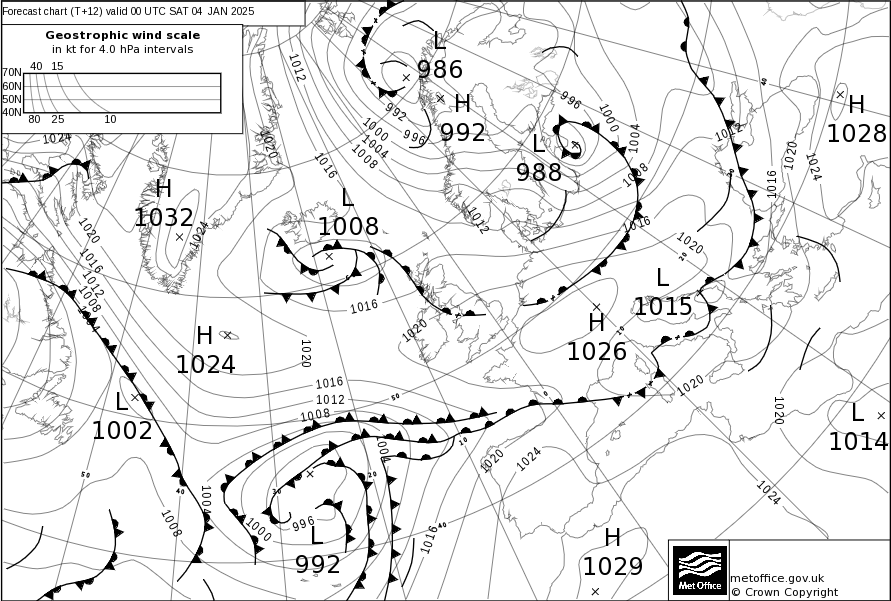 Forecast chart (T+12) valid 00 UTC SAT 04 JAN 2025
Geostrophic wind scale
in kt for 4.0 hPa intervals
40 15
70N
60N
50N
40N
80 25 10
L
986
H
992
L
988
H
1028
H
1032
L
1008
L
1015
H
1026
H
1024
L
1002
L
992
H
1029
L
1014
1012
1020
1016
1024
992
996
1000
1004
1008
996
1000
1004
1008
1016
1012
1012
1016
1020
1024
1020
1024
1020
1016
1012
1008
1016
1020
1020
1016
1012
1008
1004
1020
1024
1020
1020
1024
1004
1008
1000
996
1016
50
40
30
20
10
0
50
40
10
20
40
metoffice.gov.uk
© Crown Copyright
Met Office